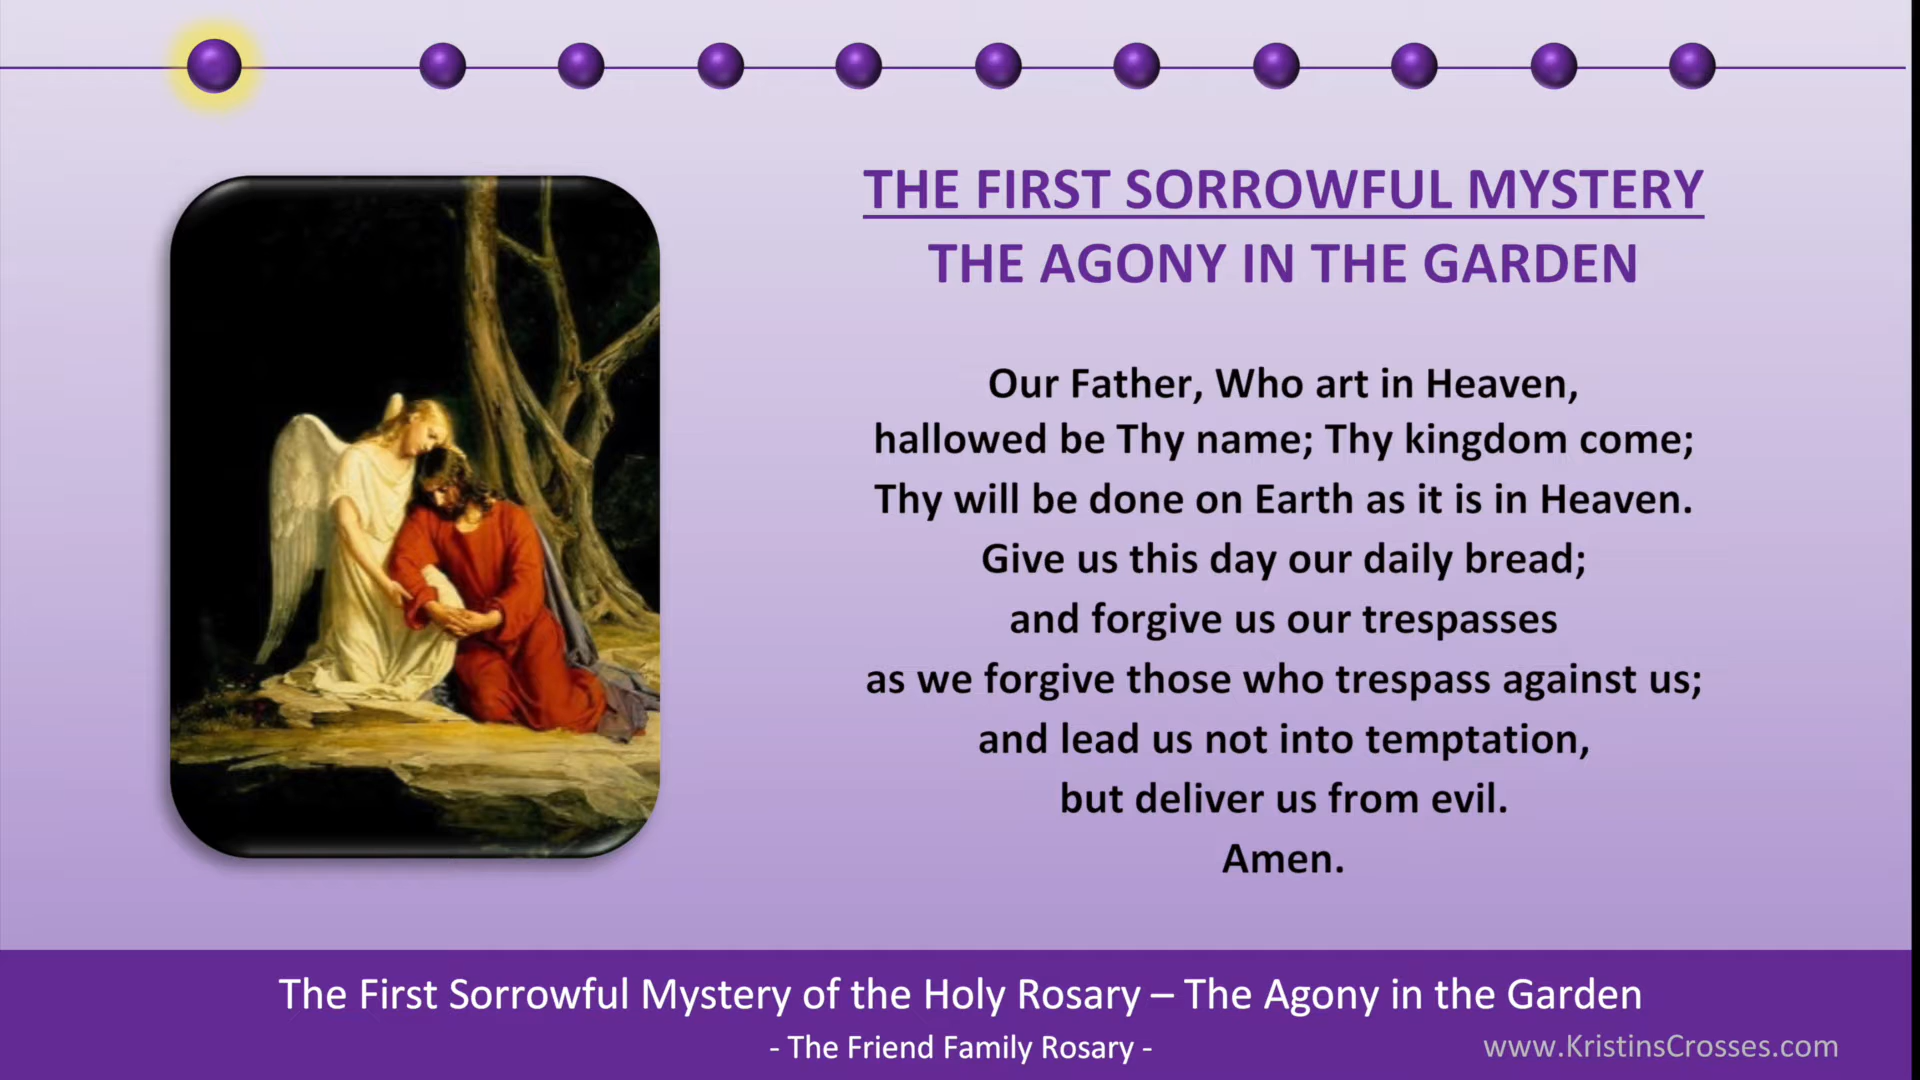 THE FIRST SORROWFUL MYSTERY
THE AGONY IN THE GARDEN
Our Father, Who art in Heaven,
hallowed be Thy name; Thy kingdom come;
Thy will be done on Earth as it is in Heaven.
Give us this day our daily bread;
and forgive us our trespasses
as we forgive those who trespass against us;
and lead us not into temptation,
but deliver us from evil.
Amen.
The First Sorrowful Mystery of the Holy Rosary – The Agony in the Garden
- The Friend Family Rosary -
www.KristinsCrosses.com